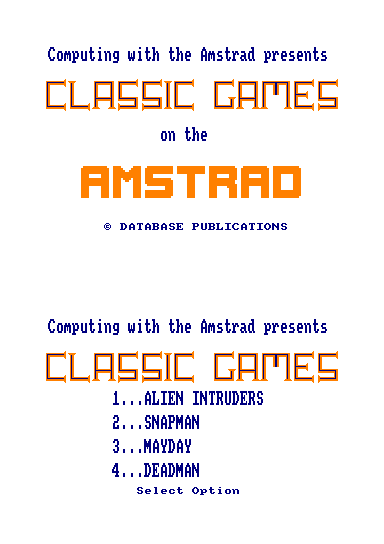 Computing with the Amstrad presents
CLASSIC GAMES
on the
AMSTRAD
© DATABASE PUBLICATIONS
Computing with the Amstrad presents
CLASSIC GAMES
1...ALIEN INTRUDERS
2...SNAPMAN
3...MAYDAY
4...DEADMAN
Select Option